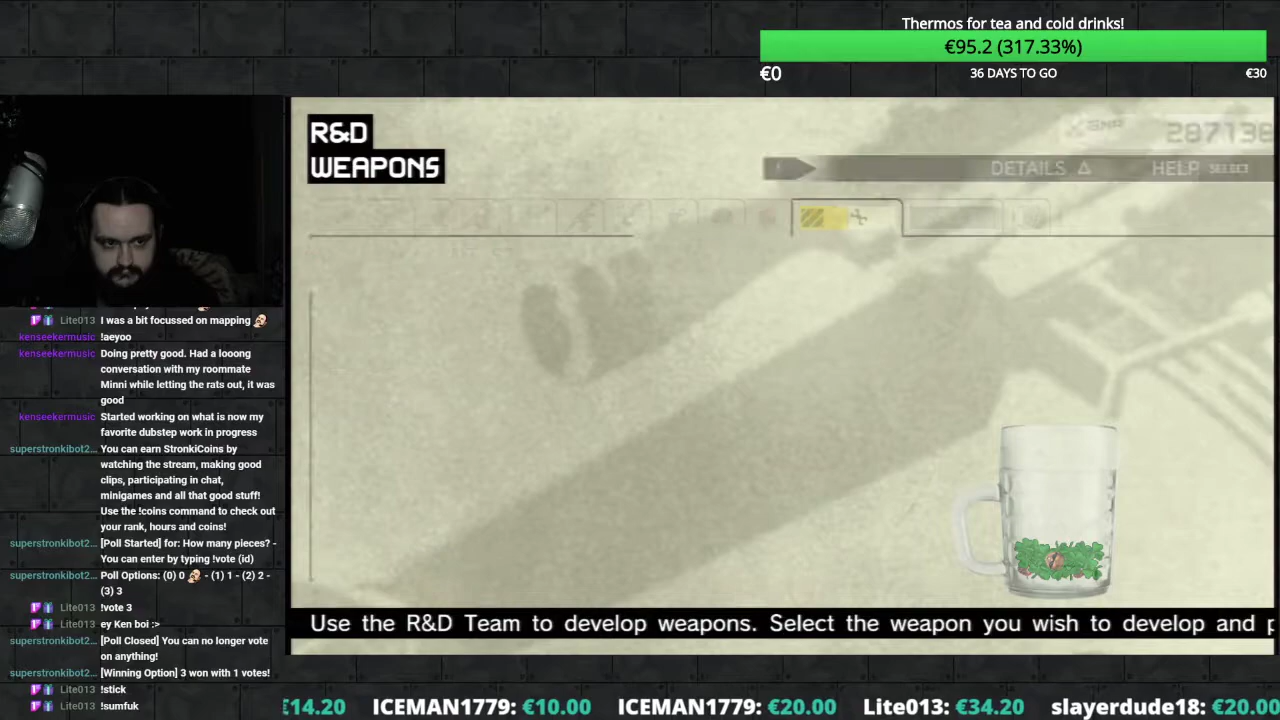 Thermos for tea and cold drinks!
€95.2 (317.33%)
€0 36 DAYS TO GO €30
R&D
WEAPONS
GMP 287138
DETAILS △ HELP SELECT
Lite013 I was a bit focussed on mapping
kenseekermusic !aeyoo
kenseekermusic Doing pretty good. Had a looong
conversation with my roommate
Minni while letting the rats out, it was
good
kenseekermusic Started working on what is now my
favorite dubstep work in progress
superstronkibot2... You can earn StronkiCoins by
watching the stream, making good
clips, participating in chat,
minigames and all that good stuff!
Use the !coins command to check out
your rank, hours and coins!
superstronkibot2... [Poll Started] for: How many pieces? -
You can enter by typing !vote (id)
superstronkibot2... Poll Options: (0) 0 - (1) 1 - (2) 2 -
(3) 3
Lite013 !vote 3
Lite013 ey Ken boi :>
superstronkibot2... [Poll Closed] You can no longer vote
on anything!
superstronkibot2... [Winning Option] 3 won with 1 votes!
Lite013 !stick
Lite013 !sumfuk
Use the R&D Team to develop weapons. Select the weapon you wish to develop and p
€14.20 ICEMAN1779: €10.00 ICEMAN1779: €20.00 Lite013: €34.20 slayerdude18: €20.00